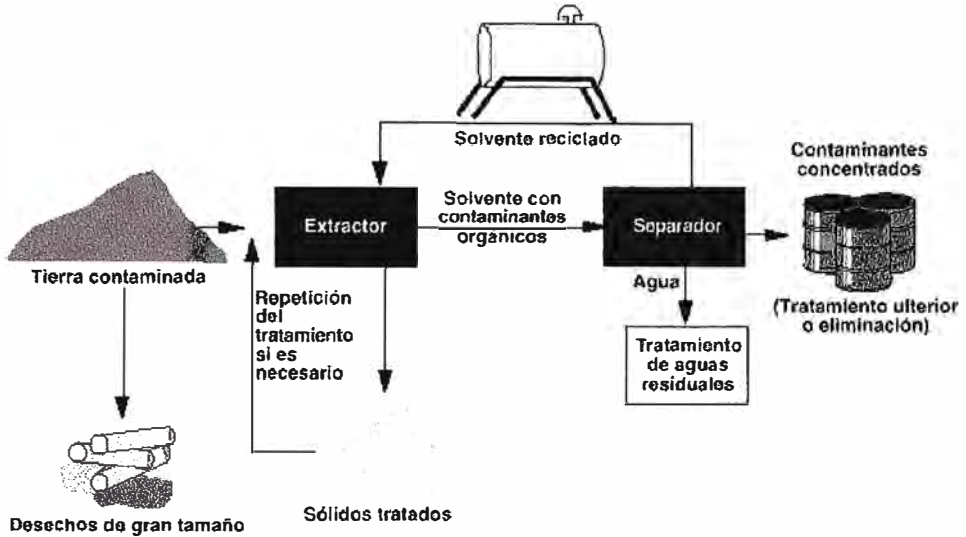 Solvente reciclado
Contaminantes
concentrados
Extractor
Solvente con
contaminantes
orgánicos
Separador
Tierra contaminada
Repetición
del
tratamiento
si es
necesario
Agua
(Tratamiento ulterior
o eliminación)
Tratamiento
de aguas
residuales
Desechos de gran tamaño
Sólidos tratados